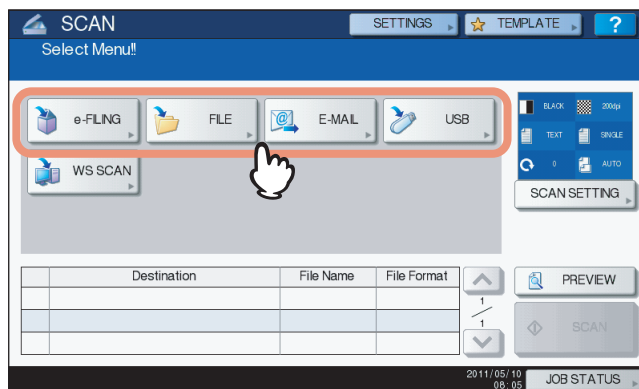 SCAN
SETTINGS
TEMPLATE
?
Select Menu!!
e-FILING
FILE
E-MAIL
USB
WS SCAN
BLACK
200dpi
TEXT
SINGLE
0
AUTO
SCAN SETTING
Destination
File Name
File Format
1
1
PREVIEW
SCAN
2011/05/10
08:05
JOB STATUS